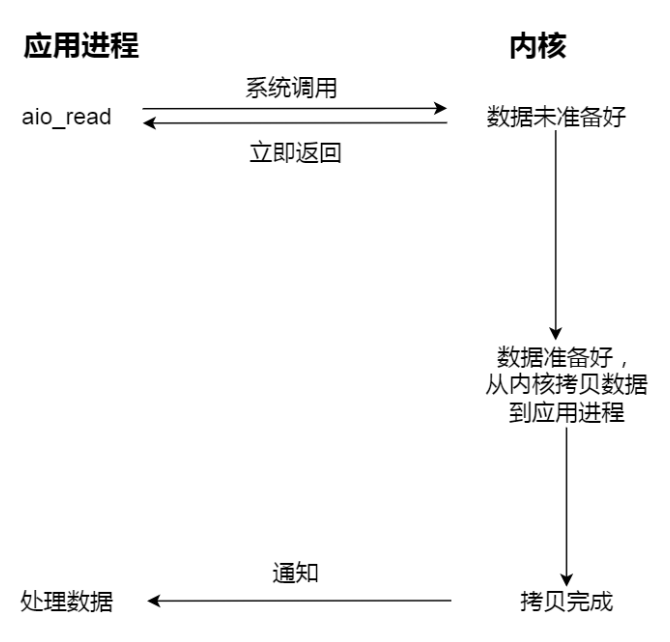 应用进程
内核
系统调用
aio_read
数据未准备好
立即返回
数据准备好，
从内核拷贝数据
到应用进程
通知
处理数据
拷贝完成